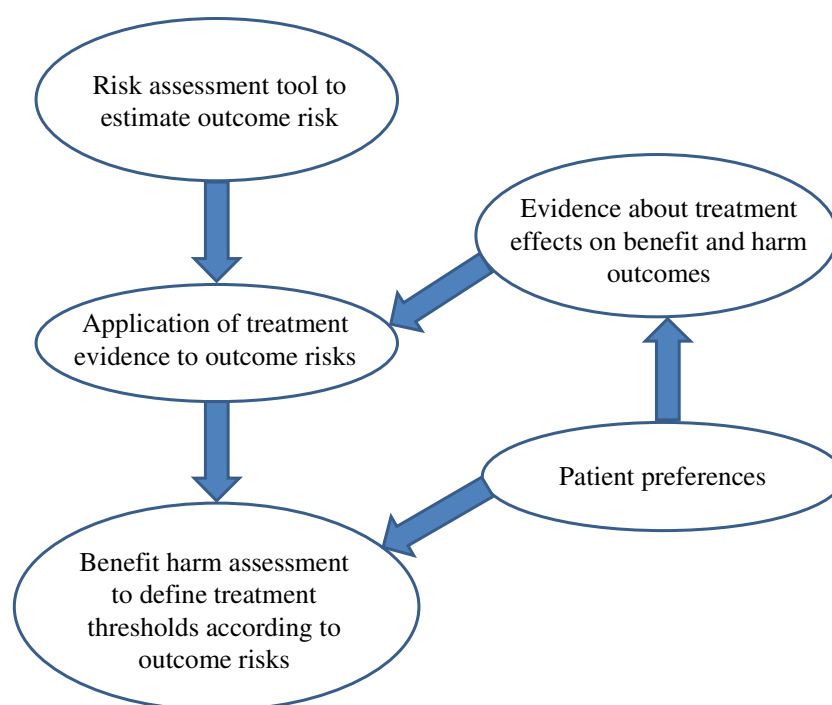 Risk assessment tool to
estimate outcome risk
Evidence about treatment
effects on benefit and harm
outcomes
Application of treatment
evidence to outcome risks
Patient preferences
Benefit harm assessment
to define treatment
thresholds according to
outcome risks